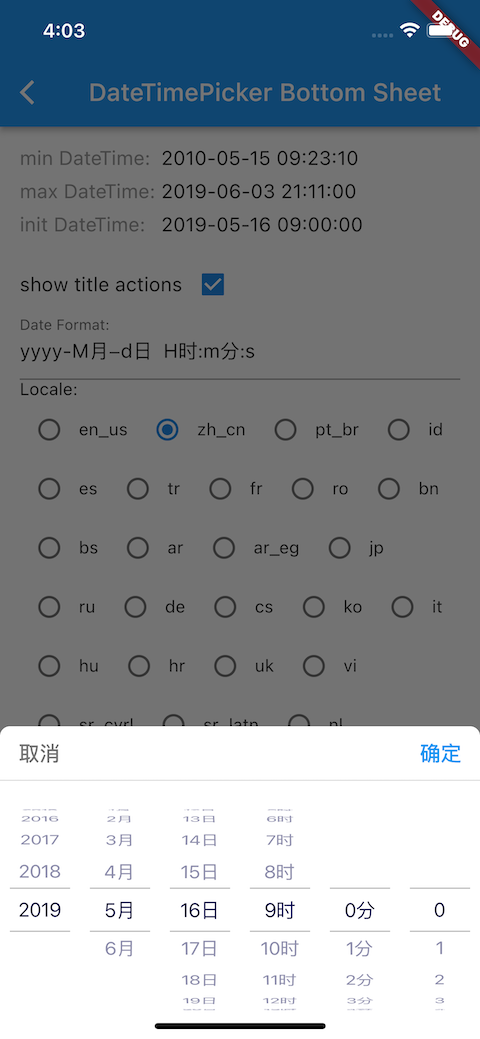 4:03
DEBUG
DateTimePicker Bottom Sheet
min DateTime: 2010-05-15 09:23:10
max DateTime: 2019-06-03 21:11:00
init DateTime: 2019-05-16 09:00:00
show title actions
Date Format:
yyyy-M月–d日 H时:m分:s
Locale:
en_us zh_cn pt_br id
es tr fr ro bn
bs ar ar_eg jp
ru de cs ko it
hu hr uk vi
sr_cyrl sr_latn nl
取消 确定
2016 2月 13日 6时
2017 3月 14日 7时
2018 4月 15日 8时
2019 5月 16日 9时 0分 0
6月 17日 10时 1分 1
18日 11时 2分 2
19日 12时 3分 3